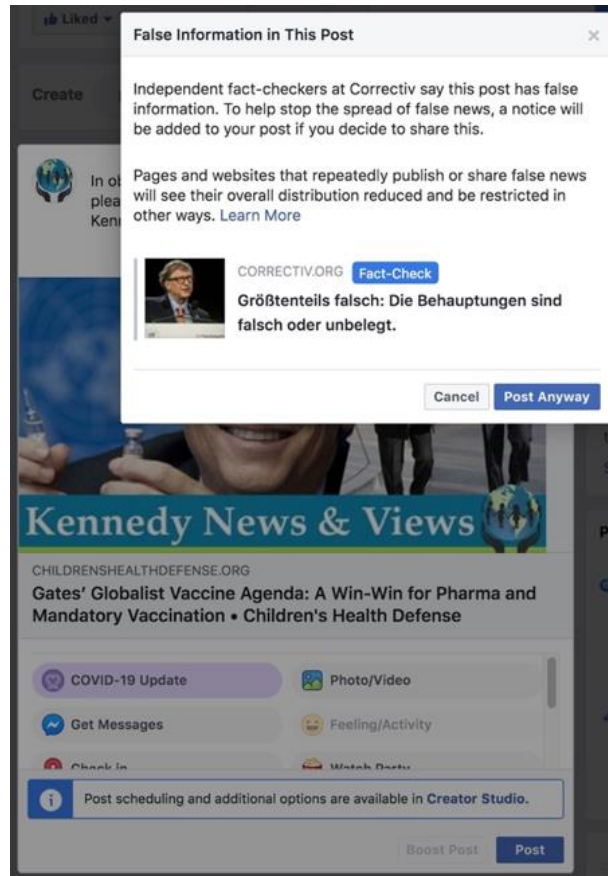 Liked
False Information in This Post
Create
Independent fact-checkers at Correctiv say this post has false
information. To help stop the spread of false news, a notice will
be added to your post if you decide to share this.
Pages and websites that repeatedly publish or share false news
will see their overall distribution reduced and be restricted in
other ways. Learn More
In
plea
CORRECTIV.ORG Fact-Check
Größtenteils falsch: Die Behauptungen sind
falsch oder unbelegt.
Cancel Post Anyway
Kennedy News & Views
CHILDRENSHEALTHDEFENSE.ORG
Gates' Globalist Vaccine Agenda: A Win-Win for Pharma and
Mandatory Vaccination • Children's Health Defense
COVID-19 Update Photo/Video
Get Messages Feeling/Activity
Check in Watch Party
Post scheduling and additional options are available in Creator Studio.
Boost Post Post